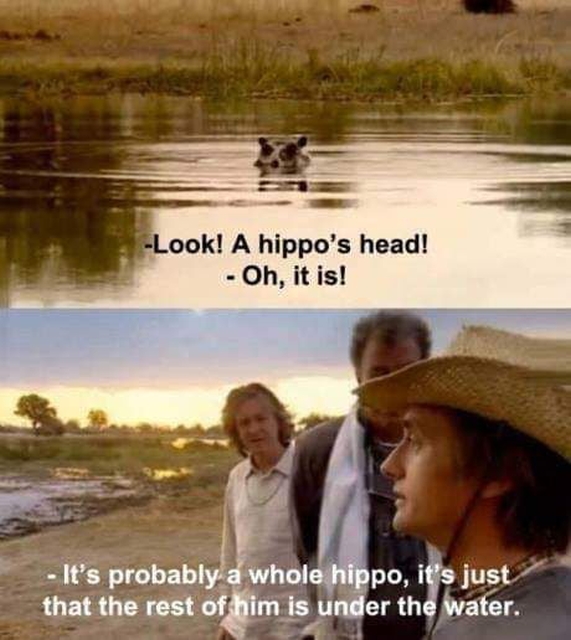 -Look! A hippo's head!
- Oh, it is!
- It's probably a whole hippo, it's just
that the rest of him is under the water.